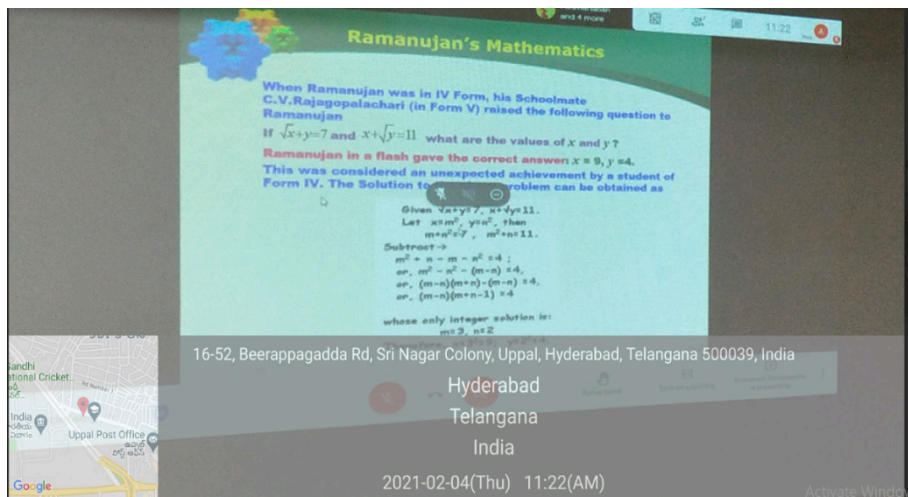 and 4 more
11:22
Ramanujan's Mathematics
When Ramanujan was in IV Form, his Schoolmate
C.V.Rajagopalachari (in Form V) raised the following question to
Ramanujan
If √x+y=7 and x+√y=11 what are the values of x and y ?
Ramanujan in a flash gave the correct answer: x = 9, y =4.
This was considered an unexpected achievement by a student of
Form IV. The Solution to roblem can be obtained as
Given √x+y=7, x+√y=11.
Let x=m², y=n², then
m+n²=7 , m²+n=11.
Subtract→
m² + n - m - n² =4 ;
or, m² - n² - (m-n) =4,
or, (m-n)(m+n)-(m-n) =4,
or, (m-n)(m+n-1) =4
whose only integer solution is:
m=3, n=2
16-52, Beerappagadda Rd, Sri Nagar Colony, Uppal, Hyderabad, Telangana 500039, India
Hyderabad
Telangana
India
2021-02-04(Thu) 11:22(AM)
andhi
ational Cricket..
India
Uppal Post Office
Google
Activate Windo